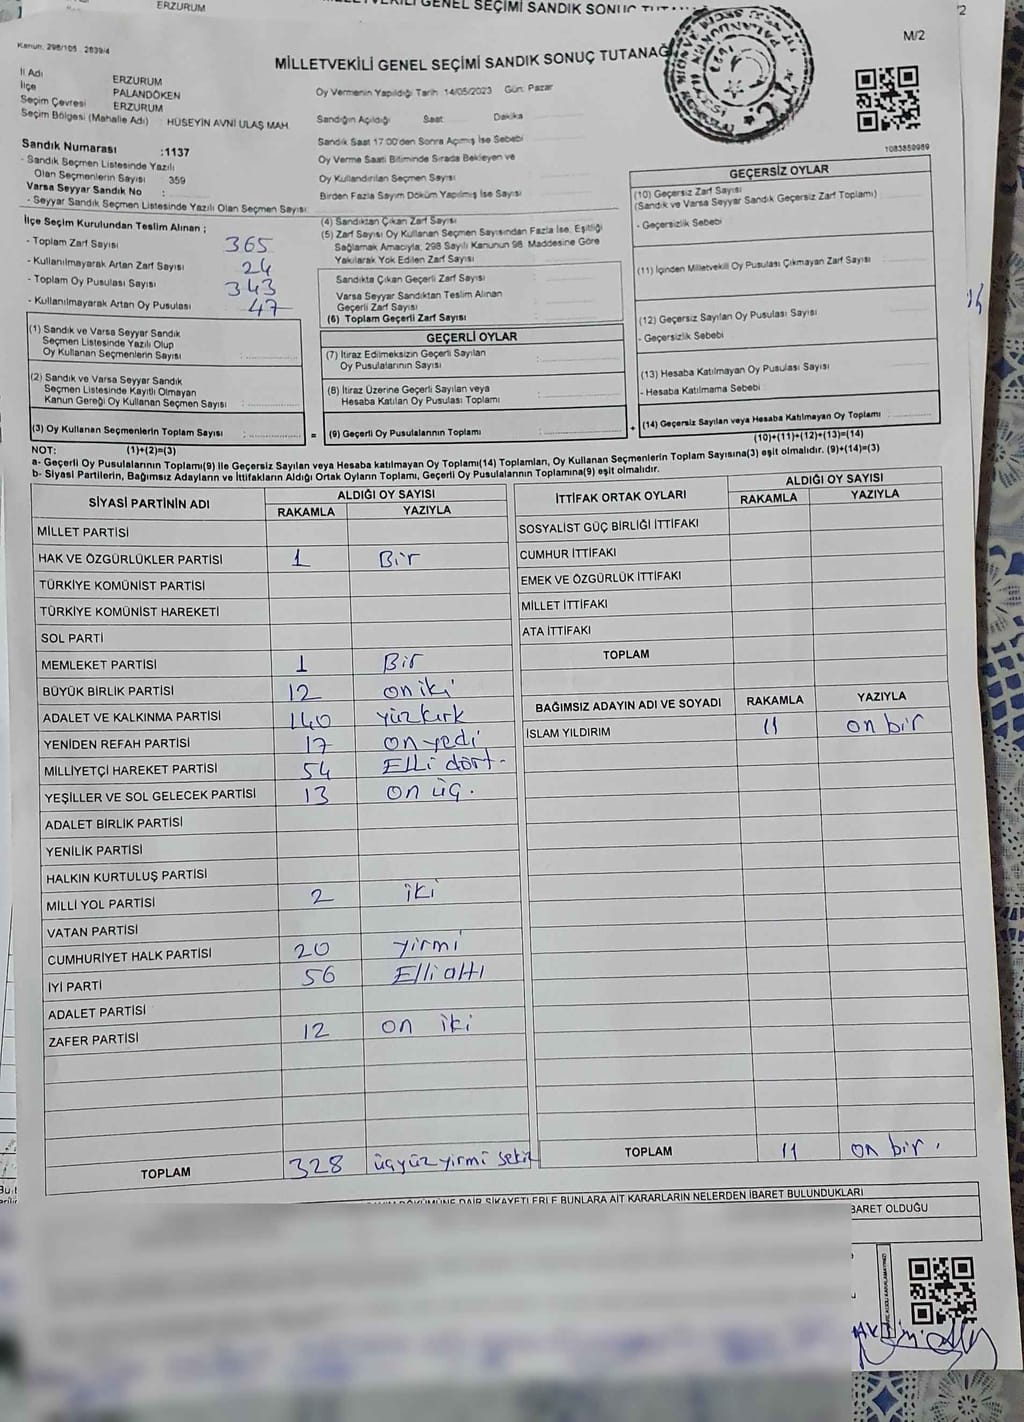 ERZURUM
GENEL SEÇİMİ SANDIK
M/2
Kanun. 298/105
MİLLETVEKİLİ GENEL SEÇİMİ SANDIK SONUÇ TUTANAĞ
İl Adı ERZURUM
İlçe PALANDÖKEN
Seçim Çevresi ERZURUM
Seçim Bölgesi (Mahalle Adı) HÜSEYİN AVNİ ULAŞ MAH.
Oy Vermenin Yapıldığı Tarih :14/05/2023 Gün: Pazar
Sandığın Açıldığı Saat: Dakika
Sandık Saat 17:00'den Sonra Açımış İse Sebebi
Oy Verme Saati Bitiminde Sırada Bekleyen ve
Oy Kullandırılan Seçmen Sayısı
Birden Fazla Sayım Döküm Yapılmış İse Sayısı
1083859989
Sandık Numarası :1137
- Sandık Seçmen Listesinde Yazılı
Olan Seçmenlerin Sayısı : 359
Varsa Seyyar Sandık No :
- Seyyar Sandık Seçmen Listesinde Yazılı Olan Seçmen Sayısı:
İlçe Seçim Kurulundan Teslim Alınan ;
- Toplam Zarf Sayısı 365
- Kullanılmayarak Artan Zarf Sayısı 24
- Toplam Oy Pusulası Sayısı 343
- Kullanılmayarak Artan Oy Pusulası 47
(1) Sandık ve Varsa Seyyar Sandık
Seçmen Listesinde Yazılı Olup
Oy Kullanan Seçmenlerin Sayısı :
(2) Sandık ve Varsa Seyyar Sandık
Seçmen Listesinde Kayıtlı Olmayan
Kanun Gereği Oy Kullanan Seçmen Sayısı :
(3) Oy Kullanan Seçmenlerin Toplam Sayısı :
(4) Sandıktan Çıkan Zarf Sayısı
(5) Zarf Sayısı Oy Kullanan Seçmen Sayısından Fazla İse, Eşitliği
Sağlamak Amacıyla, 298 Sayılı Kanunun 98. Maddesine Göre
Yakılarak Yok Edilen Zarf Sayısı
Sandıkta Çıkan Geçerli Zarf Sayısı
Varsa Seyyar Sandıktan Teslim Alınan
Geçerli Zarf Sayısı
(6) Toplam Geçerli Zarf Sayısı
GEÇERLİ OYLAR
(7) İtiraz Edilmeksizin Geçerli Sayılan
Oy Pusulalarının Sayısı :
(8) İtiraz Üzerine Geçerli Sayılan veya
Hesaba Katılan Oy Pusulası Toplamı :
= (9) Geçerli Oy Pusulalarının Toplamı : +
GEÇERSİZ OYLAR
(10) Geçersiz Zarf Sayısı
(Sandık ve Varsa Seyyar Sandık Geçersiz Zarf Toplamı)
- Geçersizlik Sebebi
(11) İçinden Milletvekili Oy Pusulası Çıkmayan Zarf Sayısı
(12) Geçersiz Sayılan Oy Pusulası Sayısı
- Geçersizlik Sebebi
(13) Hesaba Katılmayan Oy Pusulası Sayısı
- Hesaba Katılmama Sebebi
(14) Geçersiz Sayılan veya Hesaba Katılmayan Oy Toplamı
NOT: (1)+(2)=(3) (10)+(11)+(12)+(13)=(14)
a- Geçerli Oy Pusulalarının Toplamı(9) ile Geçersiz Sayılan veya Hesaba katılmayan Oy Toplamı(14) Toplamları, Oy Kullanan Seçmenlerin Toplam Sayısına(3) eşit olmalıdır. (9)+(14)=(3)
b- Siyasi Partilerin, Bağımsız Adayların ve İttifakların Aldığı Ortak Oyların Toplamı, Geçerli Oy Pusulalarının Toplamına(9) eşit olmalıdır.
SİYASİ PARTİNİN ADI ALDIĞI OY SAYISI
RAKAMLA YAZIYLA
MİLLET PARTİSİ
HAK VE ÖZGÜRLÜKLER PARTİSİ 1 Bir
TÜRKİYE KOMÜNİST PARTİSİ
TÜRKİYE KOMÜNİST HAREKETİ
SOL PARTİ
MEMLEKET PARTİSİ 1 Bir
BÜYÜK BİRLİK PARTİSİ 12 on iki
ADALET VE KALKINMA PARTİSİ 140 yüzkırk
YENİDEN REFAH PARTİSİ 17 on yedi
MİLLİYETÇİ HAREKET PARTİSİ 54 Elli dört-
YEŞİLLER VE SOL GELECEK PARTİSİ 13 on üç.
ADALET BİRLİK PARTİSİ
YENİLİK PARTİSİ
HALKIN KURTULUŞ PARTİSİ
MİLLİ YOL PARTİSİ 2 iki
VATAN PARTİSİ
CUMHURİYET HALK PARTİSİ 20 yirmi
İYİ PARTİ 56 Elli altı
ADALET PARTİSİ
ZAFER PARTİSİ 12 on iki
TOPLAM 328 üçyüz yirmi sekiz
İTTİFAK ORTAK OYLARI ALDIĞI OY SAYISI
RAKAMLA YAZIYLA
SOSYALİST GÜÇ BİRLİĞİ İTTİFAKI
CUMHUR İTTİFAKI
EMEK VE ÖZGÜRLÜK İTTİFAKI
MİLLET İTTİFAKI
ATA İTTİFAKI
TOPLAM
BAĞIMSIZ ADAYIN ADI VE SOYADI RAKAMLA YAZIYLA
İSLAM YILDIRIM 11 on bir
TOPLAM 11 on bir.
DÖKÜMÜNE DAİR ŞİKAYETLERLE BUNLARA AİT KARARLARIN NELERDEN İBARET BULUNDUKLARI
BARET OLDUĞU